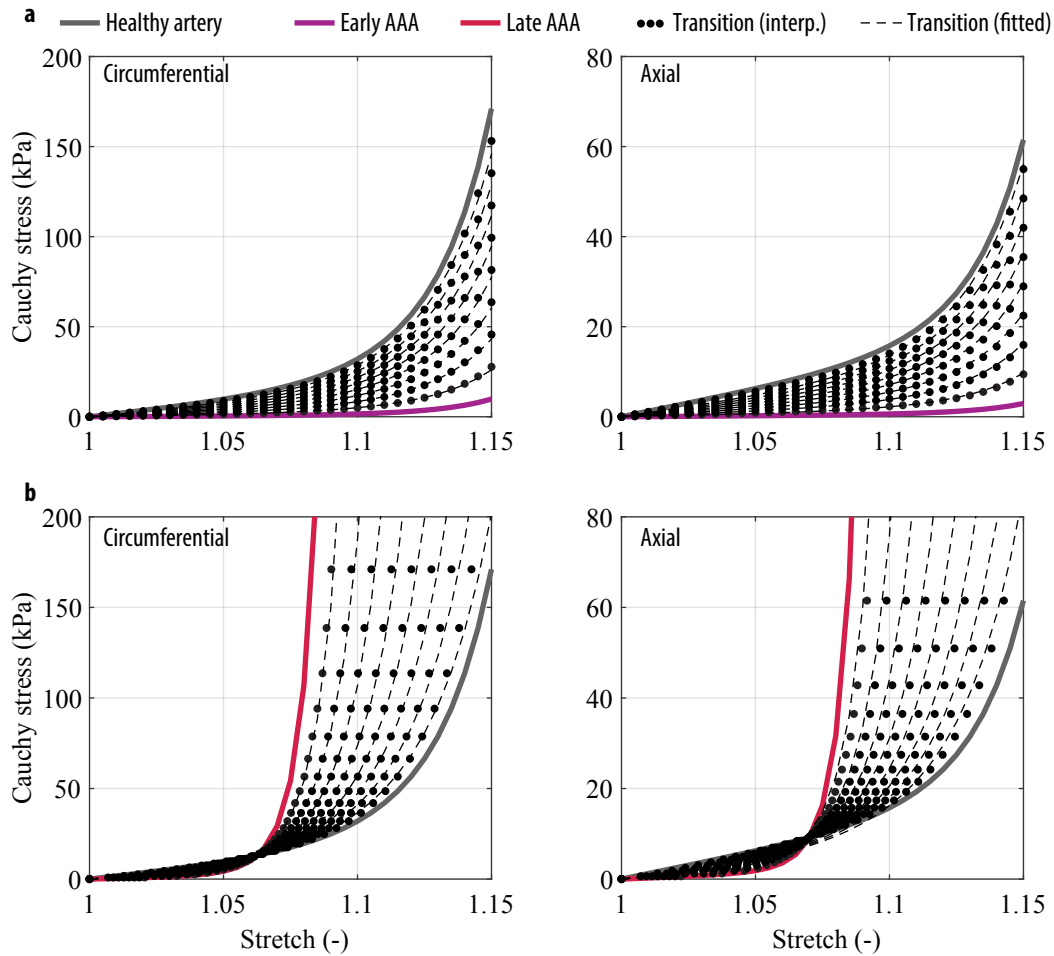 a Healthy artery Early AAA Late AAA Transition (interp.) Transition (fitted)
Circumferential
Cauchy stress (kPa)
200
150
100
50
0
1 1.05 1.1 1.15
Axial
80
60
40
20
0
1 1.05 1.1 1.15
b
Circumferential
Cauchy stress (kPa)
200
150
100
50
0
1 1.05 1.1 1.15
Stretch (-)
Axial
80
60
40
20
0
1 1.05 1.1 1.15
Stretch (-)